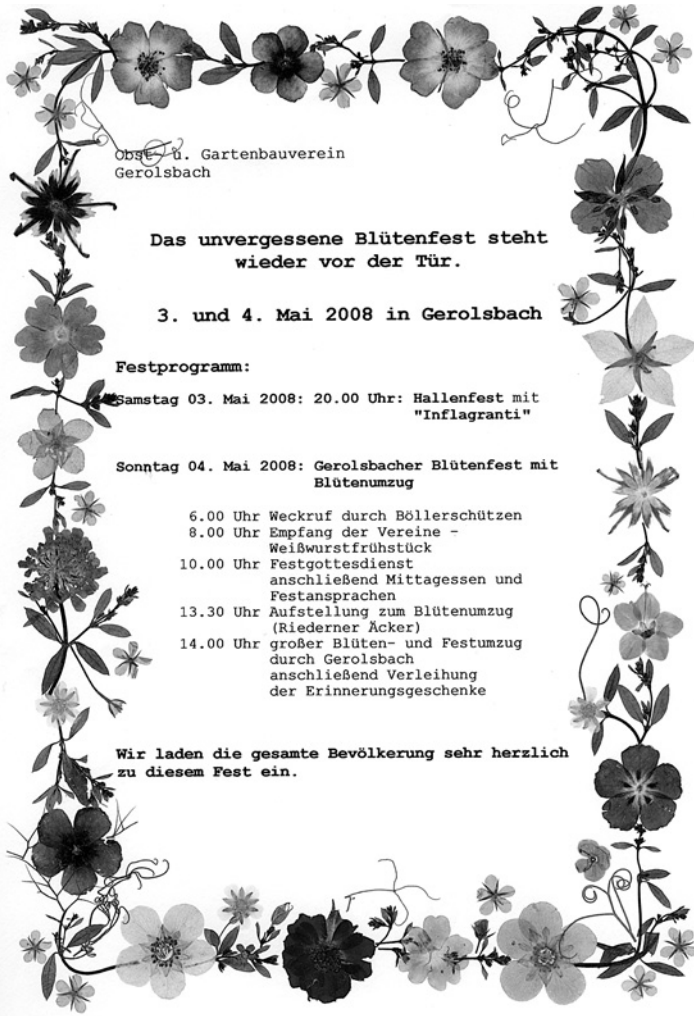 Obst- u. Gartenbauverein
Gerolsbach
Das unvergessene Blütenfest steht
wieder vor der Tür.
3. und 4. Mai 2008 in Gerolsbach
Festprogramm:
Samstag 03. Mai 2008: 20.00 Uhr: Hallenfest mit
"Inflagranti"
Sonntag 04. Mai 2008: Gerolsbacher Blütenfest mit
Blütenumzug
6.00 Uhr Weckruf durch Böllerschützen
8.00 Uhr Empfang der Vereine -
Weißwurstfrühstück
10.00 Uhr Festgottesdienst
anschließend Mittagessen und
Festansprachen
13.30 Uhr Aufstellung zum Blütenumzug
(Riederner Äcker)
14.00 Uhr großer Blüten- und Festumzug
durch Gerolsbach
anschließend Verleihung
der Erinnerungsgeschenke
Wir laden die gesamte Bevölkerung sehr herzlich
zu diesem Fest ein.